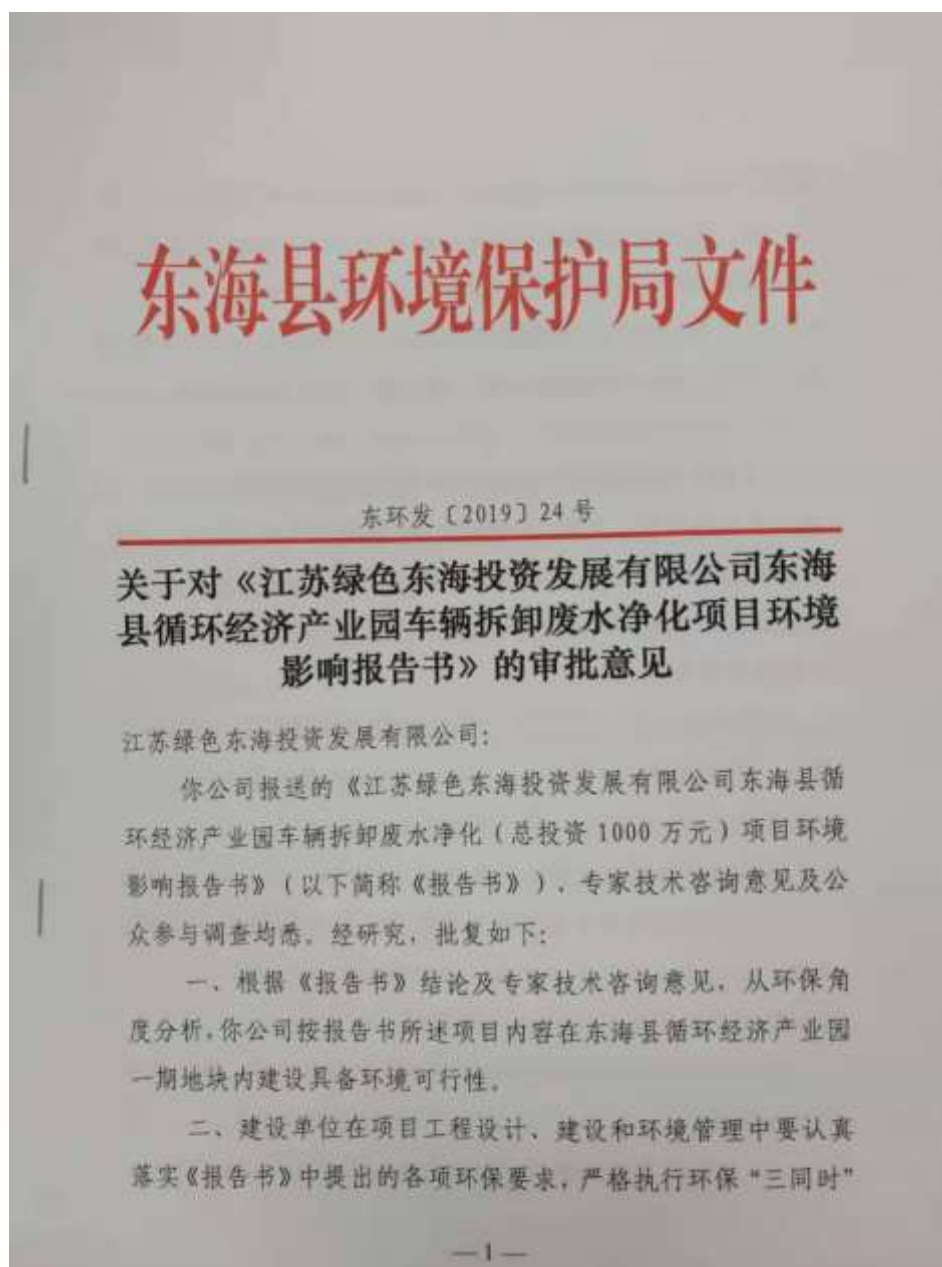 东海县环境保护局文件
东环发〔2019〕24号
关于对《江苏绿色东海投资发展有限公司东海
县循环经济产业园车辆拆卸废水净化项目环境
影响报告书》的审批意见
江苏绿色东海投资发展有限公司：
你公司报送的《江苏绿色东海投资发展有限公司东海县循
环经济产业园车辆拆卸废水净化（总投资 1000 万元）项目环境
影响报告书》（以下简称《报告书》）、专家技术咨询意见及公
众参与调查均悉。经研究，批复如下：
一、根据《报告书》结论及专家技术咨询意见，从环保角
度分析，你公司按报告书所述项目内容在东海县循环经济产业园
一期地块内建设具备环境可行性。
二、建设单位在项目工程设计、建设和环境管理中要认真
落实《报告书》中提出的各项环保要求，严格执行环保“三同时”
—1—